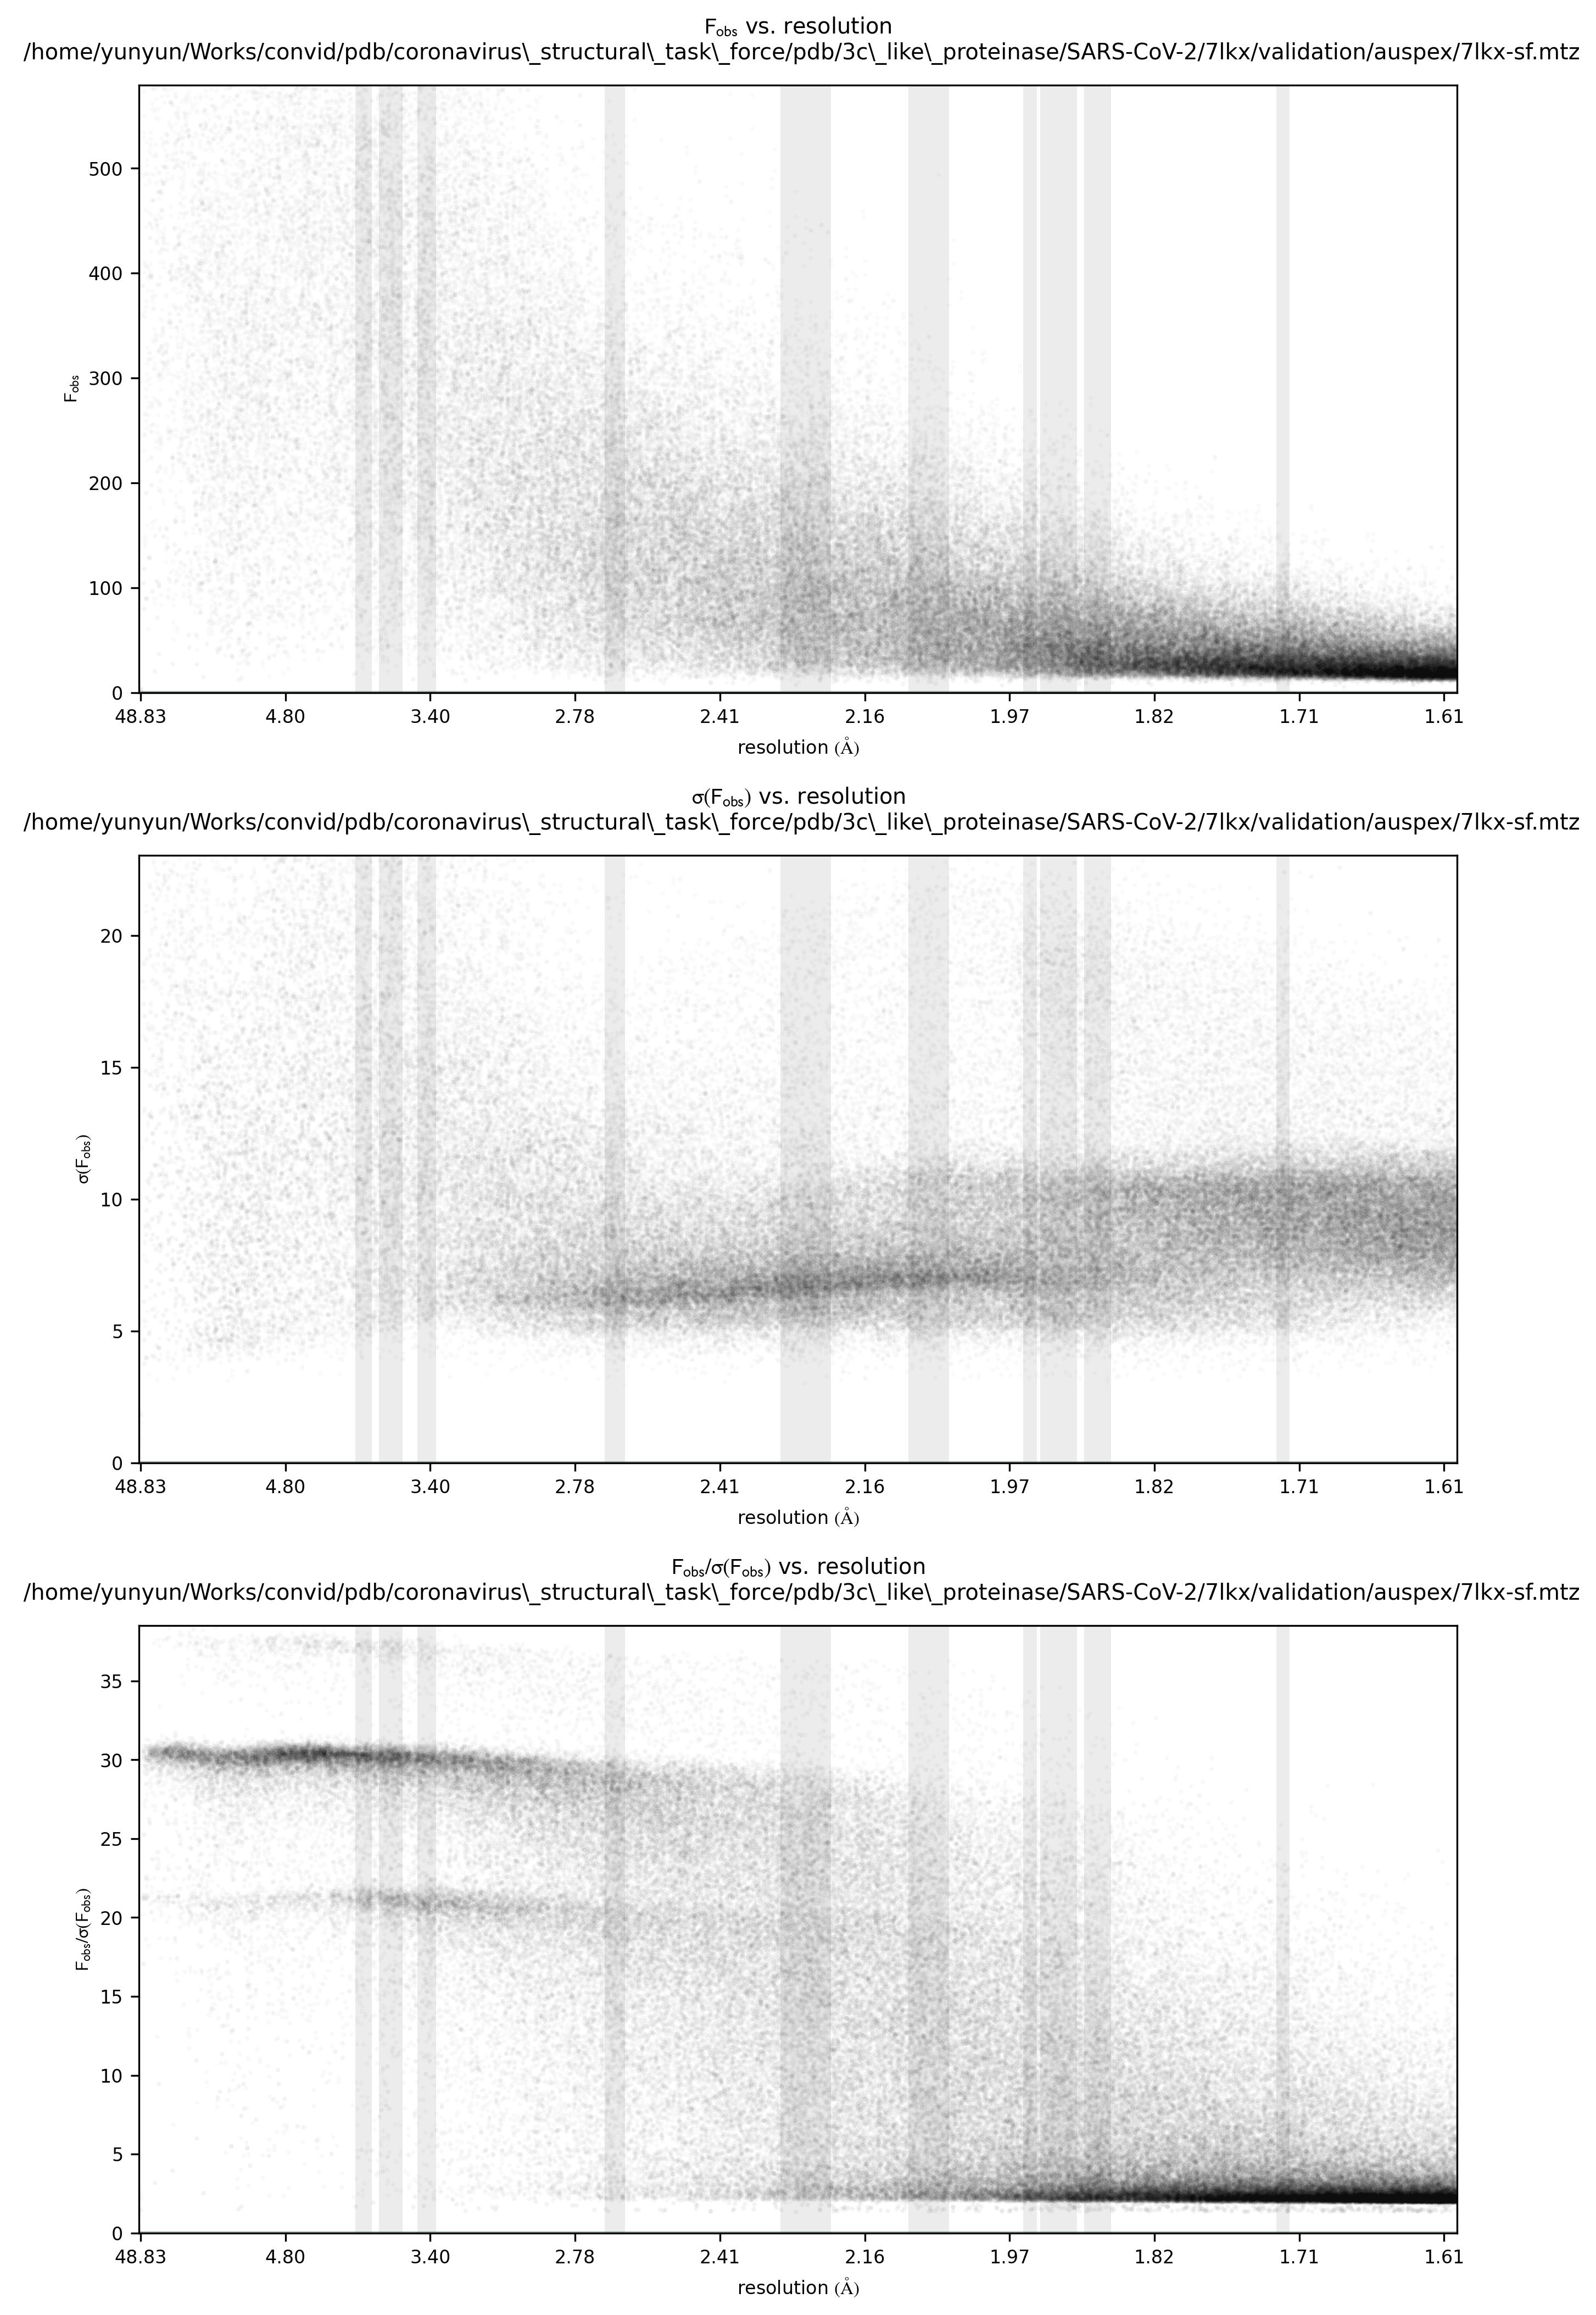 Fobs vs. resolution
/home/yunyun/Works/convid/pdb/coronavirus\_structural\_task\_force/pdb/3c\_like\_proteinase/SARS-CoV-2/7lkx/validation/auspex/7lkx-sf.mtz
500
400
300
200
100
0
Fobs
48.83 4.80 3.40 2.78 2.41 2.16 1.97 1.82 1.71 1.61
resolution (Å)
σ(Fobs) vs. resolution
/home/yunyun/Works/convid/pdb/coronavirus\_structural\_task\_force/pdb/3c\_like\_proteinase/SARS-CoV-2/7lkx/validation/auspex/7lkx-sf.mtz
20
15
10
5
0
σ(Fobs)
48.83 4.80 3.40 2.78 2.41 2.16 1.97 1.82 1.71 1.61
resolution (Å)
Fobs/σ(Fobs) vs. resolution
/home/yunyun/Works/convid/pdb/coronavirus\_structural\_task\_force/pdb/3c\_like\_proteinase/SARS-CoV-2/7lkx/validation/auspex/7lkx-sf.mtz
35
30
25
20
15
10
5
0
Fobs/σ(Fobs)
48.83 4.80 3.40 2.78 2.41 2.16 1.97 1.82 1.71 1.61
resolution (Å)